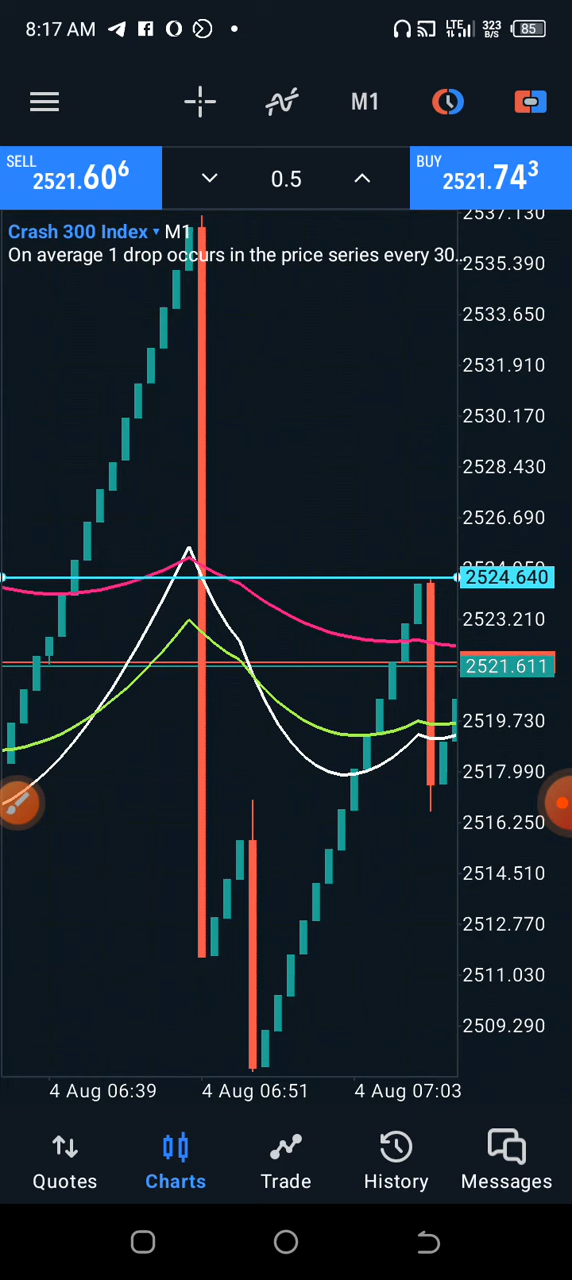 8:17 AM
LTE
323
B/S
85
M1
SELL
2521.606
0.5
BUY
2521.743
Crash 300 Index M1
On average 1 drop occurs in the price series every 30...
2537.130
2535.390
2533.650
2531.910
2530.170
2528.430
2526.690
2524.640
2523.210
2521.611
2519.730
2517.990
2516.250
2514.510
2512.770
2511.030
2509.290
4 Aug 06:39
4 Aug 06:51
4 Aug 07:03
Quotes
Charts
Trade
History
Messages